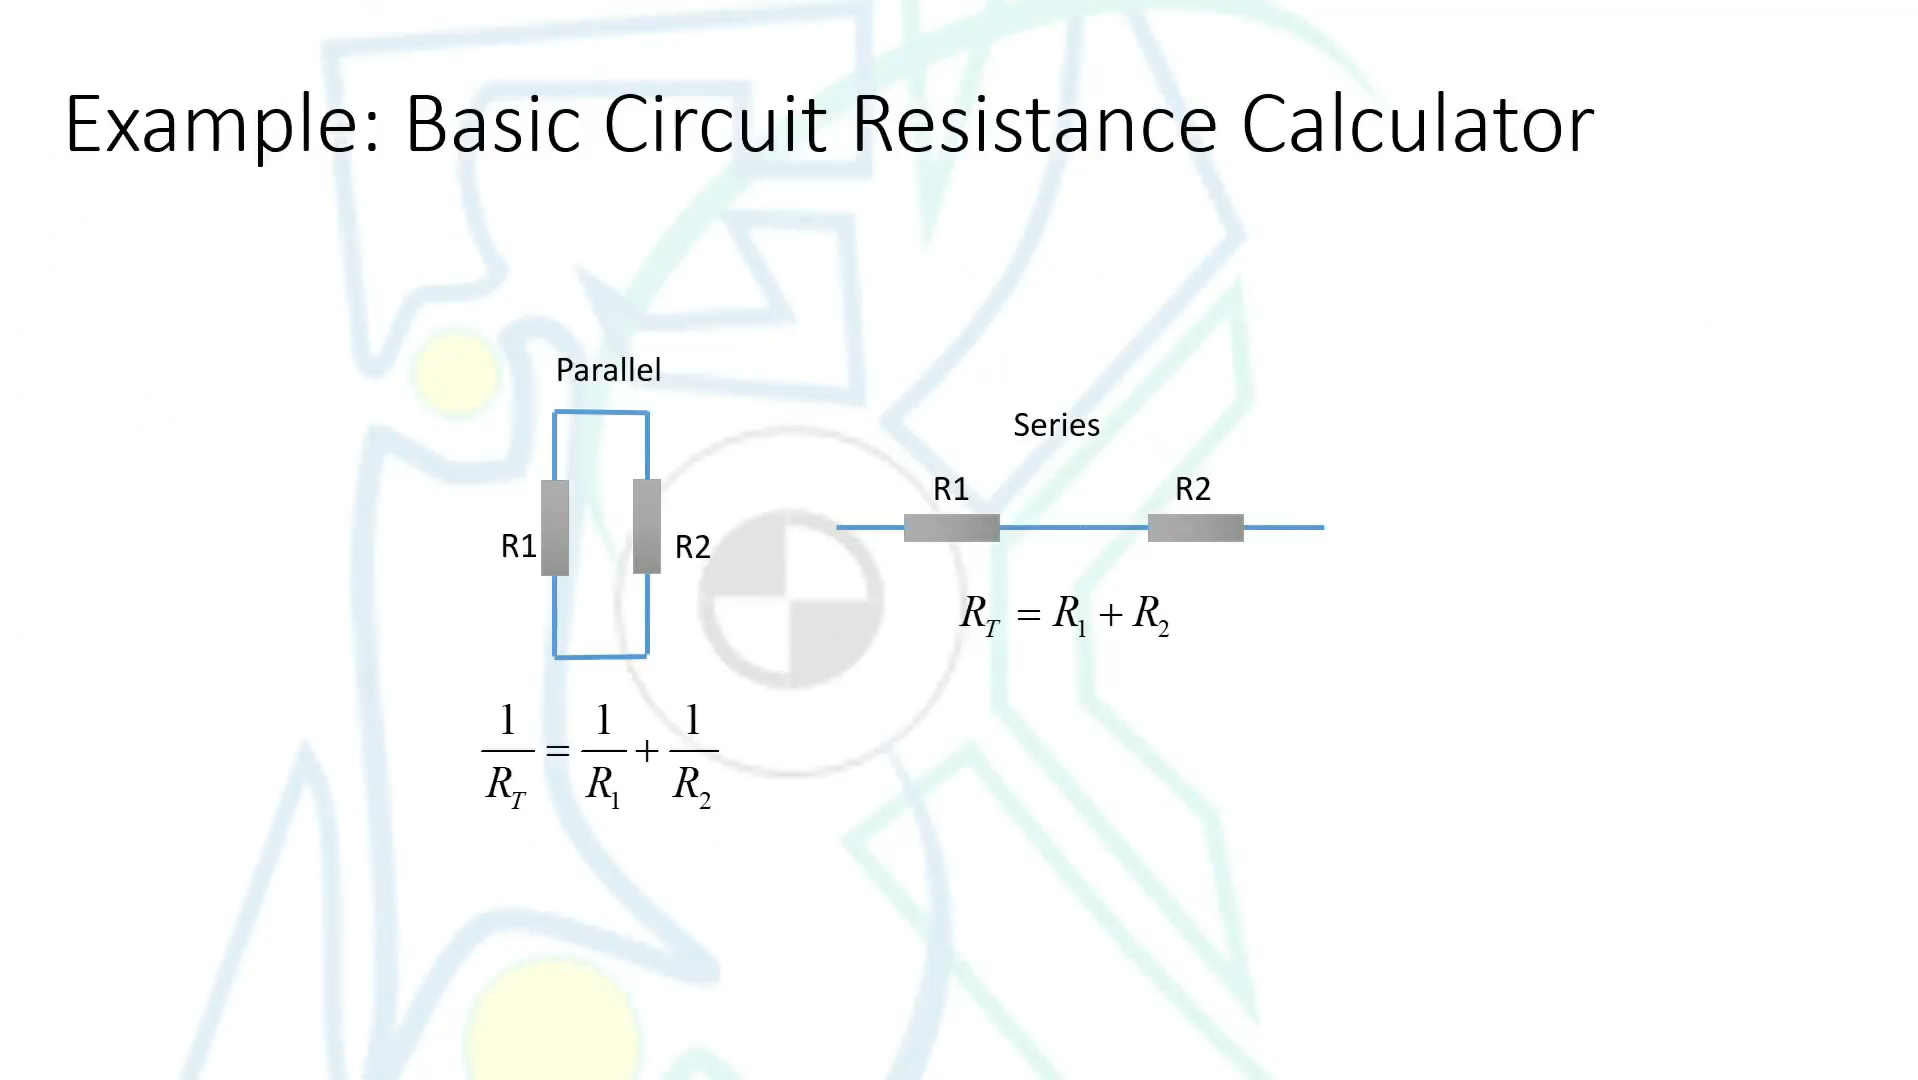 Example: Basic Circuit Resistance Calculator
Parallel
R1
R2
1/R_T = 1/R_1 + 1/R_2
Series
R1
R2
R_T = R_1 + R_2